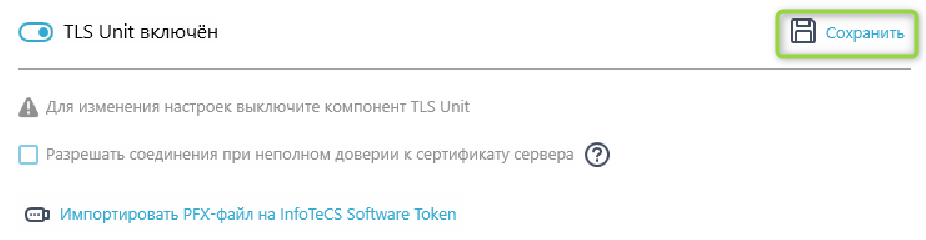 TLS Unit включён
Сохранить
Для изменения настроек выключите компонент TLS Unit
Разрешать соединения при неполном доверии к сертификату сервера ?
Импортировать PFX-файл на InfoTeCS Software Token